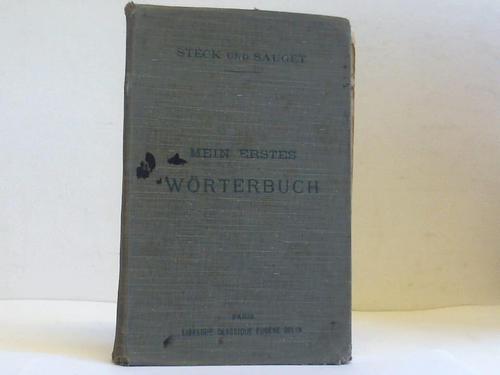 STECK UND SAUGET
MEIN ERSTES
WÖRTERBUCH
PARIS
LIBRAIRIE CLASSIQUE EUGÈNE BELIN